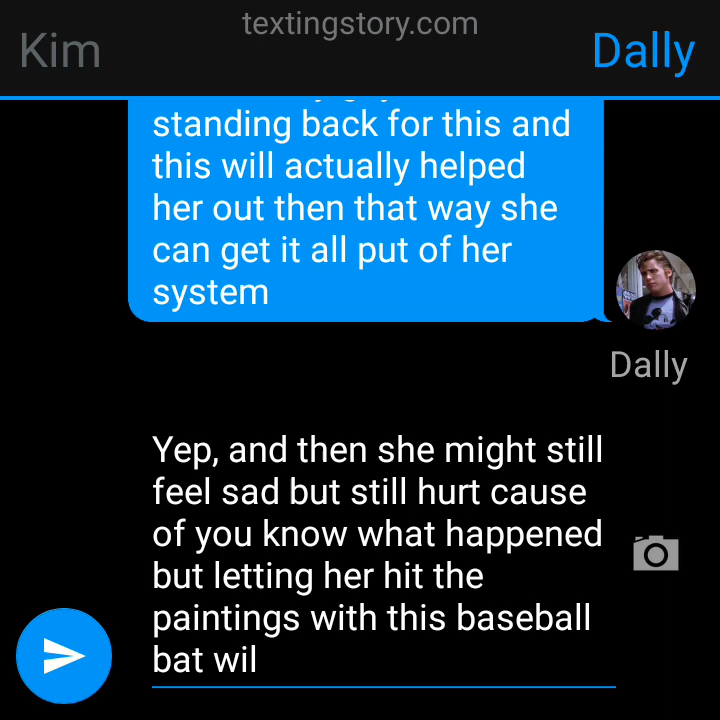 textingstory.com
Kim
Dally
standing back for this and
this will actually helped
her out then that way she
can get it all put of her
system
Dally
Yep, and then she might still
feel sad but still hurt cause
of you know what happened
but letting her hit the
paintings with this baseball
bat wil